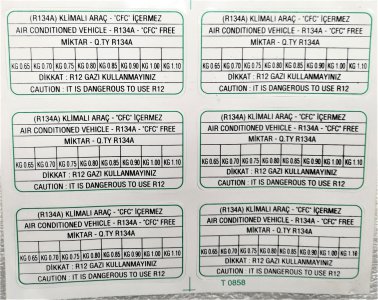 (R134A) KLİMALI ARAÇ - "CFC" İÇERMEZ
AIR CONDITIONED VEHICLE - R134A - "CFC" FREE
MİKTAR - Q.TY R134A
KG 0.65 KG 0.70 KG 0.75 KG 0.80 KG 0.85 KG 0.90 KG 1.00 KG 1.10
DİKKAT : R12 GAZI KULLANMAYINIZ
CAUTION : IT IS DANGEROUS TO USE R12
(R134A) KLİMALI ARAÇ - "CFC" İÇERMEZ
AIR CONDITIONED VEHICLE - R134A - "CFC" FREE
MİKTAR - Q.TY R134A
KG 0.65 KG 0.70 KG 0.75 KG 0.80 KG 0.85 KG 0.90 KG 1.00 KG 1.10
DİKKAT : R12 GAZI KULLANMAYINIZ
CAUTION : IT IS DANGEROUS TO USE R12
(R134A) KLİMALI ARAÇ - "CFC" İÇERMEZ
AIR CONDITIONED VEHICLE - R134A - "CFC" FREE
MİKTAR - Q.TY R134A
KG 0.65 KG 0.70 KG 0.75 KG 0.80 KG 0.85 KG 0.90 KG 1.00 KG 1.10
DİKKAT : R12 GAZI KULLANMAYINIZ
CAUTION : IT IS DANGEROUS TO USE R12
(R134A) KLİMALI ARAÇ - "CFC" İÇERMEZ
AIR CONDITIONED VEHICLE - R134A - "CFC" FREE
MİKTAR - Q.TY R134A
KG 0.65 KG 0.70 KG 0.75 KG 0.80 KG 0.85 KG 0.90 KG 1.00 KG 1.10
DİKKAT : R12 GAZI KULLANMAYINIZ
CAUTION : IT IS DANGEROUS TO USE R12
(R134A) KLİMALI ARAÇ - "CFC" İÇERMEZ
AIR CONDITIONED VEHICLE - R134A - "CFC" FREE
MİKTAR - Q.TY R134A
KG 0.65 KG 0.70 KG 0.75 KG 0.80 KG 0.85 KG 0.90 KG 1.00 KG 1.10
DİKKAT : R12 GAZI KULLANMAYINIZ
CAUTION : IT IS DANGEROUS TO USE R12
(R134A) KLİMALI ARAÇ - "CFC" İÇERMEZ
AIR CONDITIONED VEHICLE - R134A - "CFC" FREE
MİKTAR - Q.TY R134A
KG 0.65 KG 0.70 KG 0.75 KG 0.80 KG 0.85 KG 0.90 KG 1.00 KG 1.10
DİKKAT : R12 GAZI KULLANMAYINIZ
CAUTION : IT IS DANGEROUS TO USE R12
T 0858